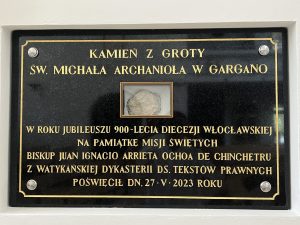 KAMIEŃ Z GROTY
ŚW. MICHAŁA ARCHANIOŁA W GARGANO
W ROKU JUBILEUSZU 900-LECIA DIECEZJI WŁOCŁAWSKIEJ
NA PAMIĄTKĘ MISJI ŚWIĘTYCH
BISKUP JUAN IGNACIO ARRIETA OCHOA DE CHINCHETRU
Z WATYKAŃSKIEJ DYKASTERII DS. TEKSTÓW PRAWNYCH
POŚWIĘCIŁ DN. 27 · V · 2023 ROKU